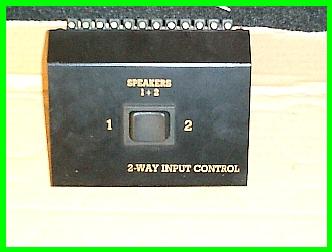 SPEAKERS
1 + 2
1 2
2-WAY INPUT CONTROL